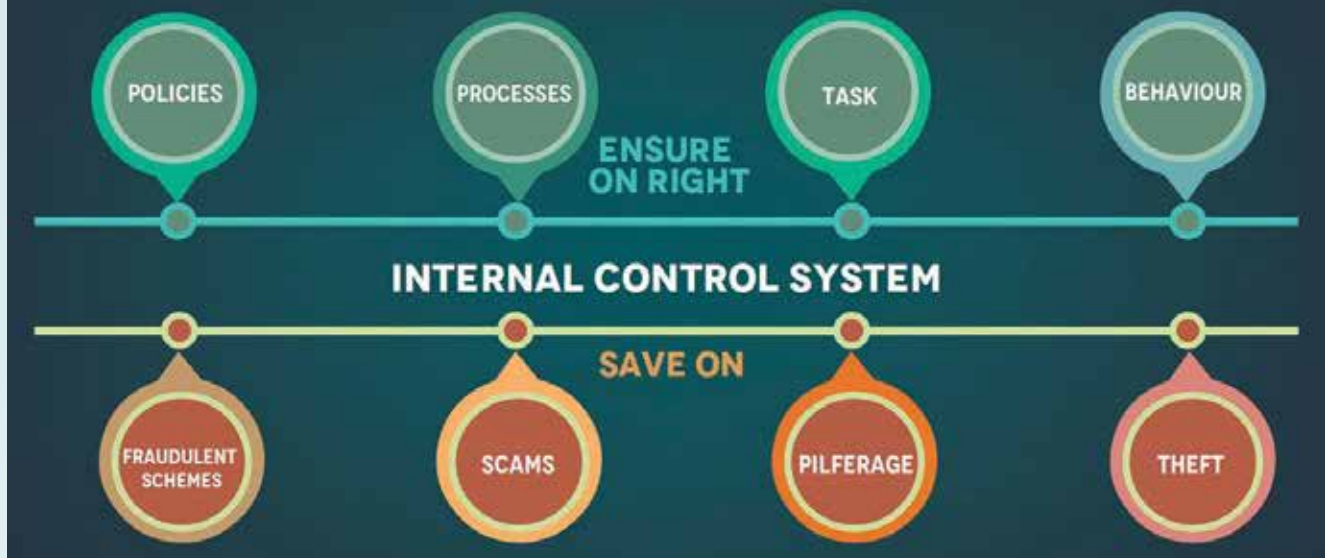 POLICIES
PROCESSES
TASK
BEHAVIOUR
ENSURE
ON RIGHT
INTERNAL CONTROL SYSTEM
SAVE ON
FRAUDULENT
SCHEMES
SCAMS
PILFERAGE
THEFT